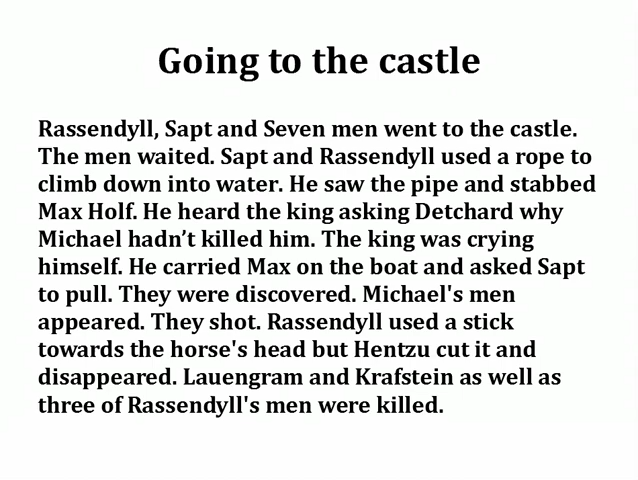 Going to the castle
Rassendyll, Sapt and Seven men went to the castle.
The men waited. Sapt and Rassendyll used a rope to
climb down into water. He saw the pipe and stabbed
Max Holf. He heard the king asking Detchard why
Michael hadn’t killed him. The king was crying
himself. He carried Max on the boat and asked Sapt
to pull. They were discovered. Michael's men
appeared. They shot. Rassendyll used a stick
towards the horse's head but Hentzu cut it and
disappeared. Lauengram and Krafstein as well as
three of Rassendyll's men were killed.